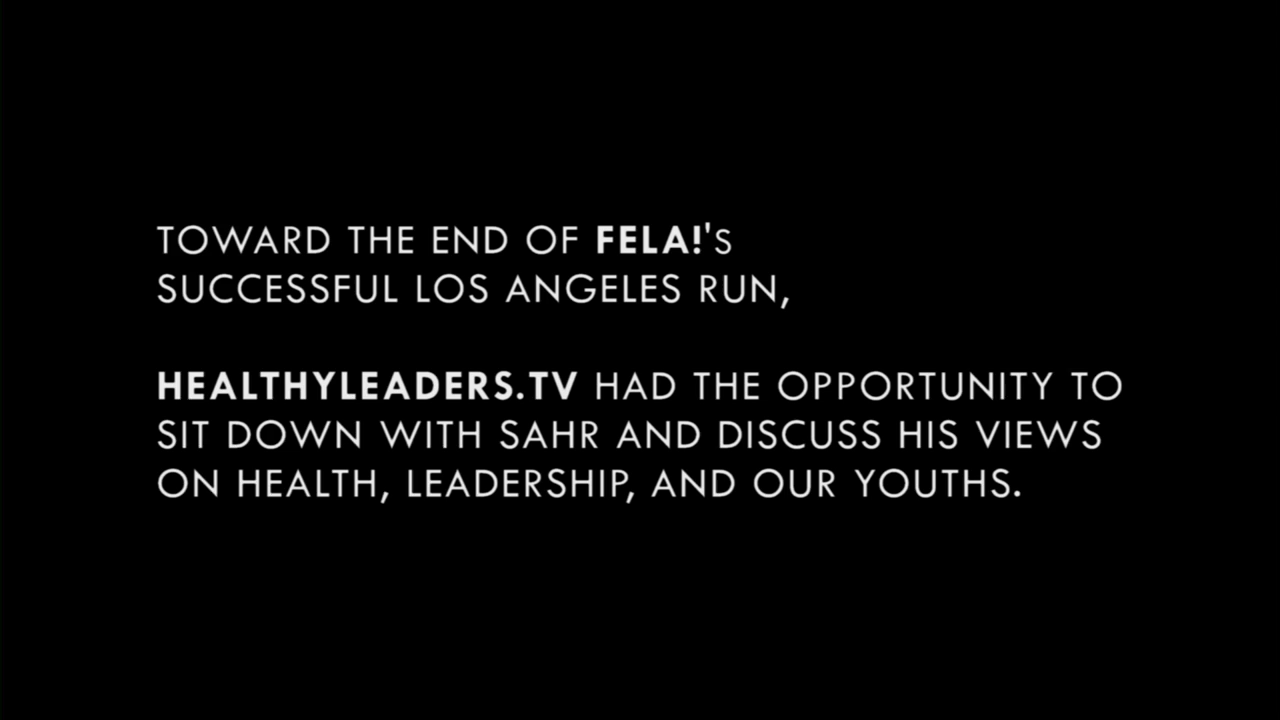 TOWARD THE END OF FELA!'S
SUCCESSFUL LOS ANGELES RUN,
HEALTHYLEADERS.TV HAD THE OPPORTUNITY TO
SIT DOWN WITH SAHR AND DISCUSS HIS VIEWS
ON HEALTH, LEADERSHIP, AND OUR YOUTHS.